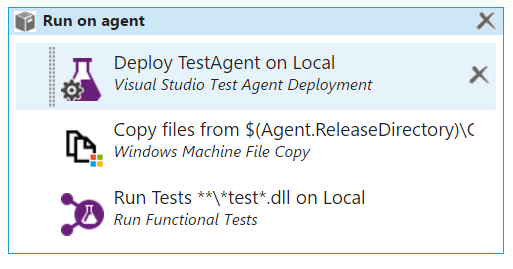 Run on agent
Deploy TestAgent on Local
Visual Studio Test Agent Deployment
Copy files from $(Agent.ReleaseDirectory)\
Windows Machine File Copy
Run Tests **\*test*.dll on Local
Run Functional Tests